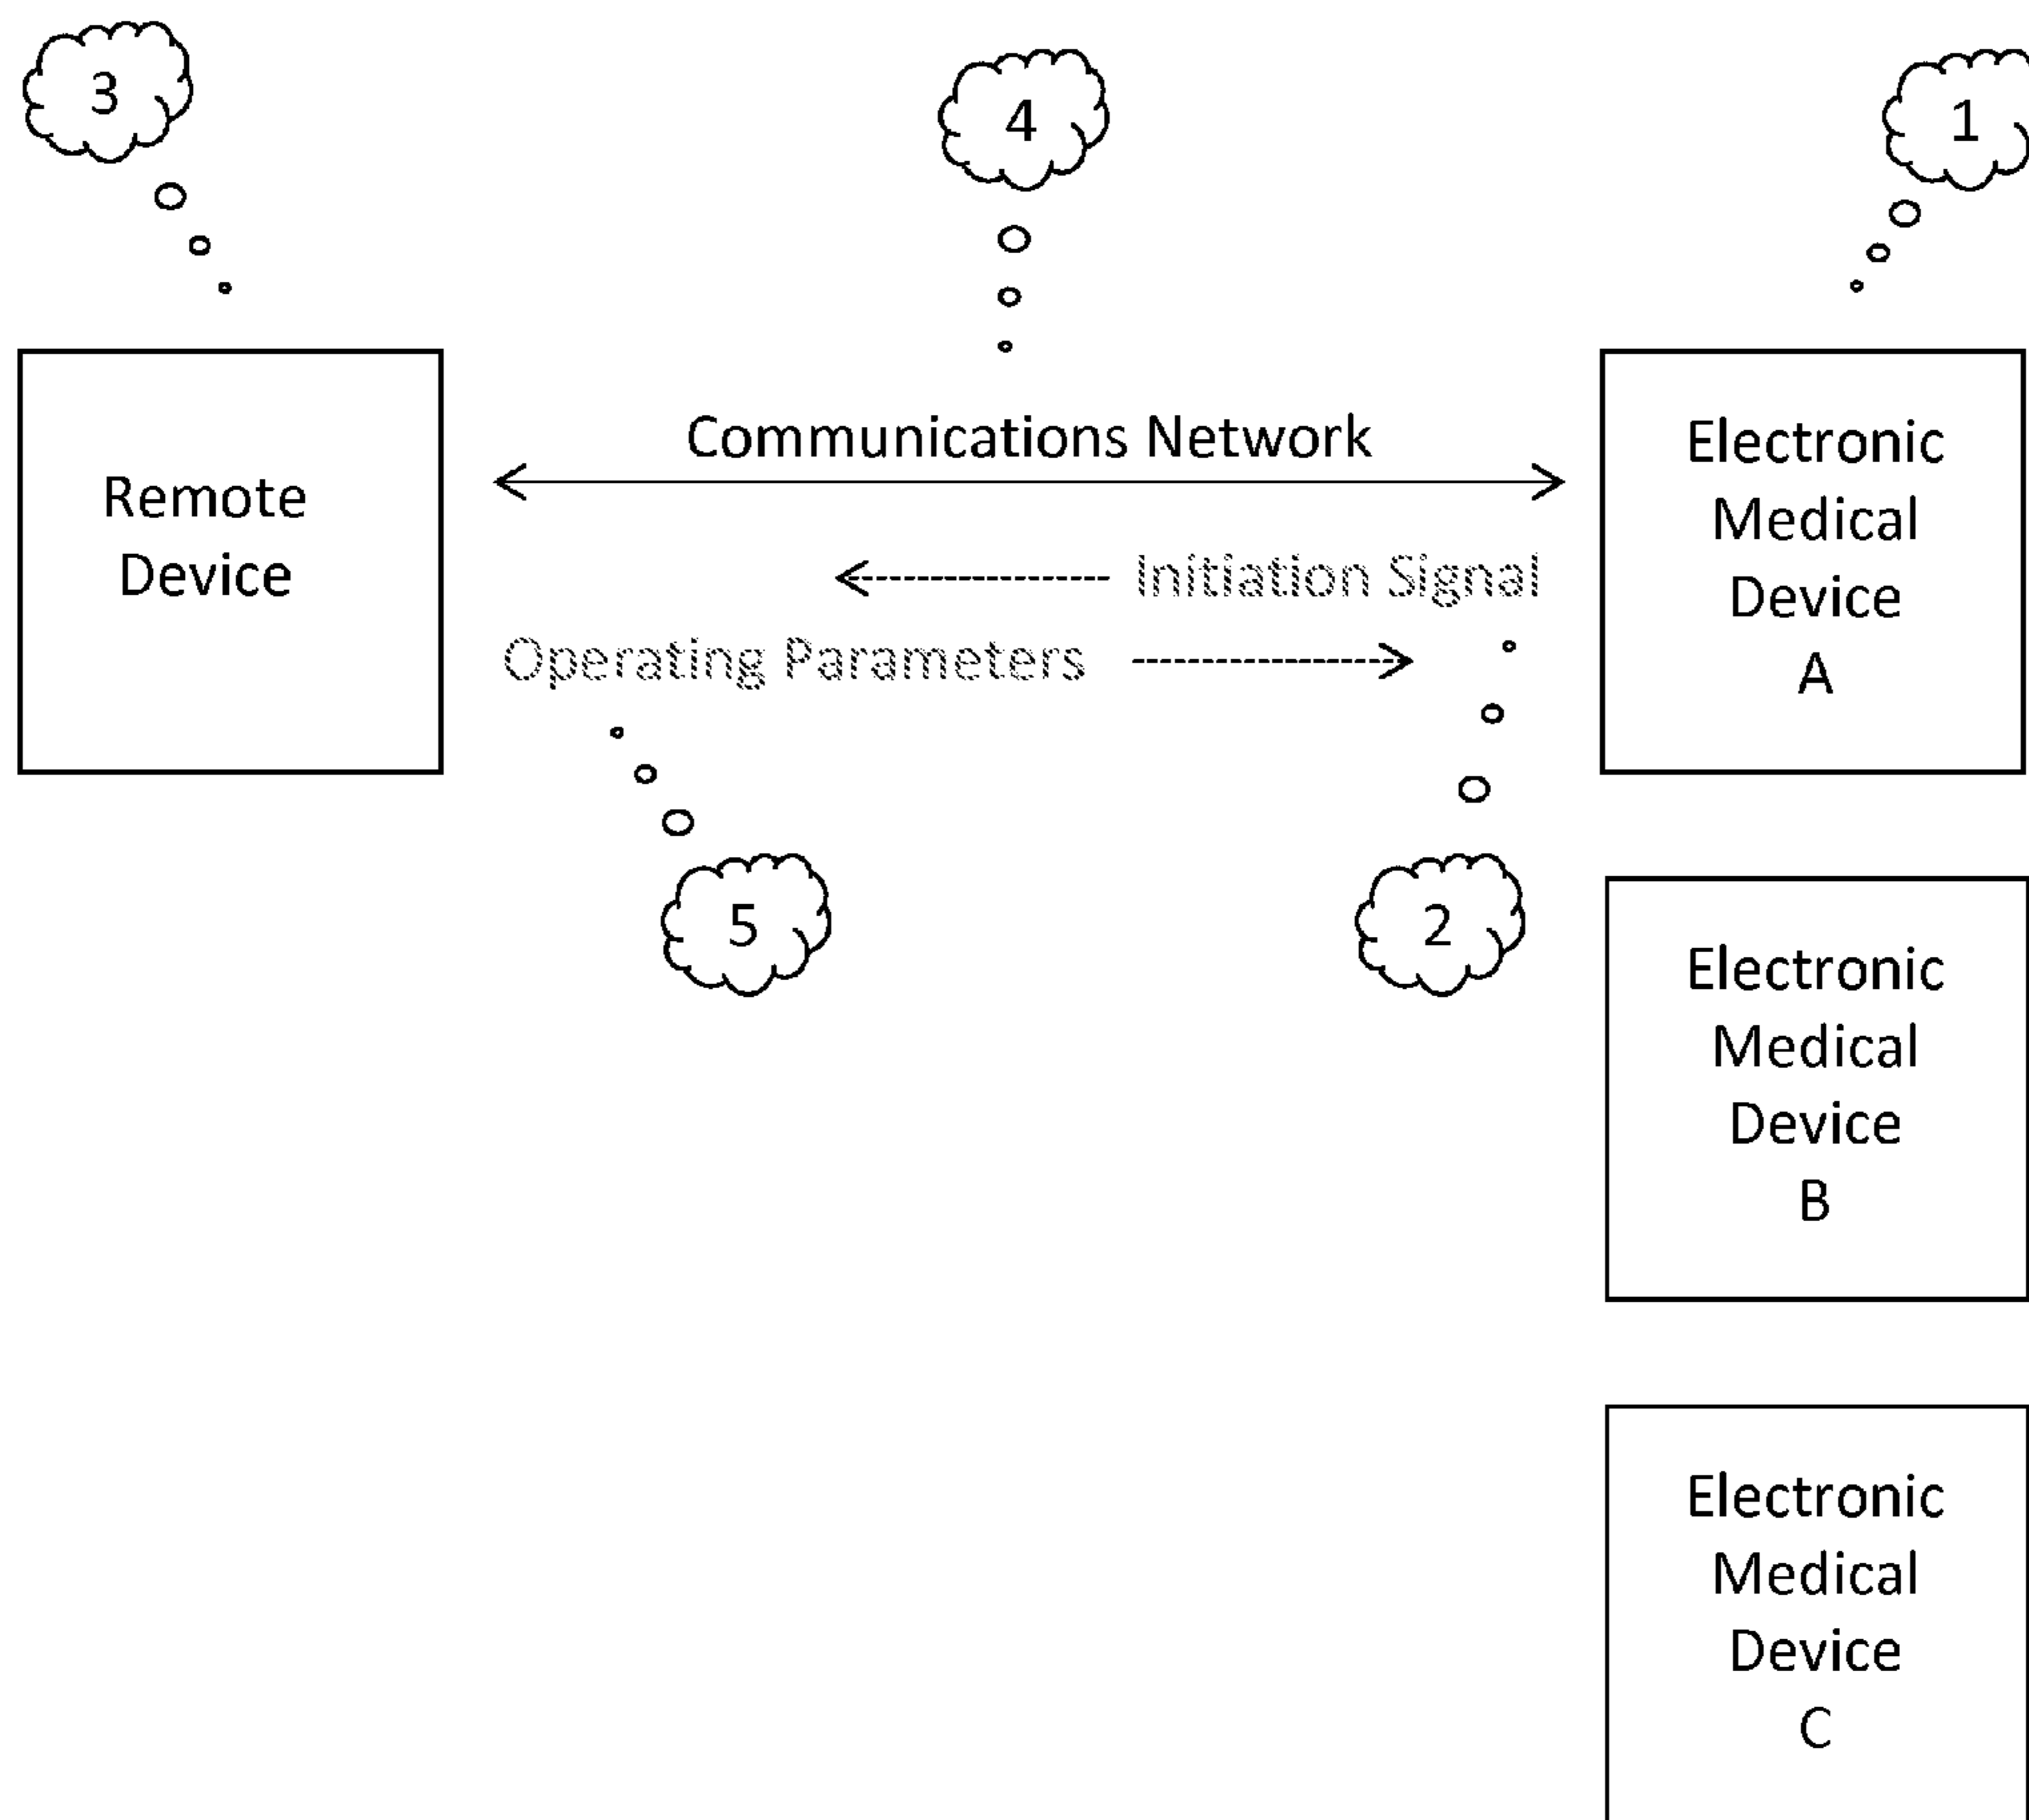 3
4
1
Communications Network
Remote
Device
Initiation Signal
Operating Parameters
Electronic
Medical
Device
A
5
2
Electronic
Medical
Device
B
Electronic
Medical
Device
C